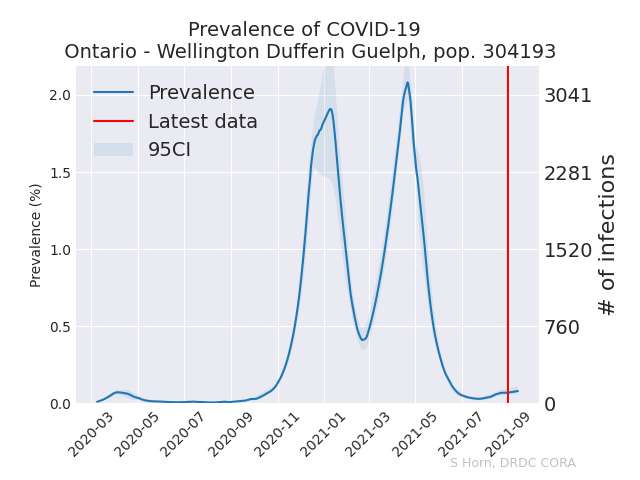 Prevalence of COVID-19
Ontario - Wellington Dufferin Guelph, pop. 304193
Prevalence
Latest data
95CI
2.0
1.5
1.0
0.5
0.0
Prevalence (%)
3041
2281
1520
760
0
# of infections
2020-03
2020-05
2020-07
2020-09
2020-11
2021-01
2021-03
2021-05
2021-07
2021-09
S Horn, DRDC CORA